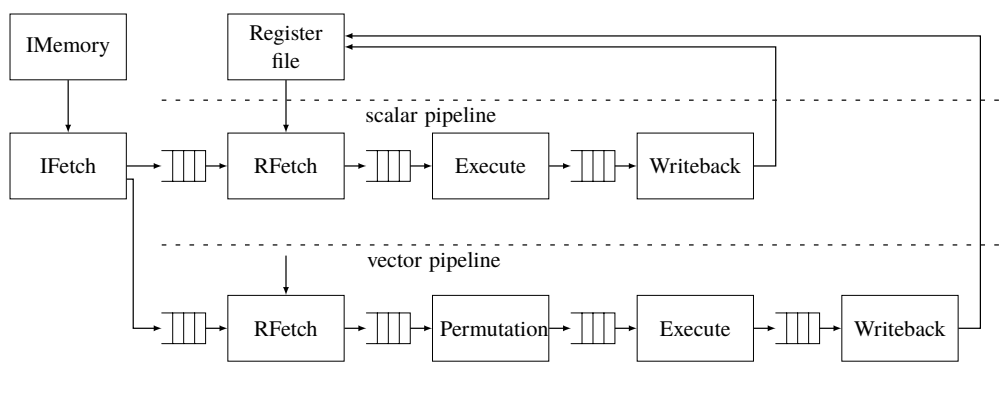 IMemory
Register
file
scalar pipeline
IFetch
RFetch
Execute
Writeback
vector pipeline
RFetch
Permutation
Execute
Writeback